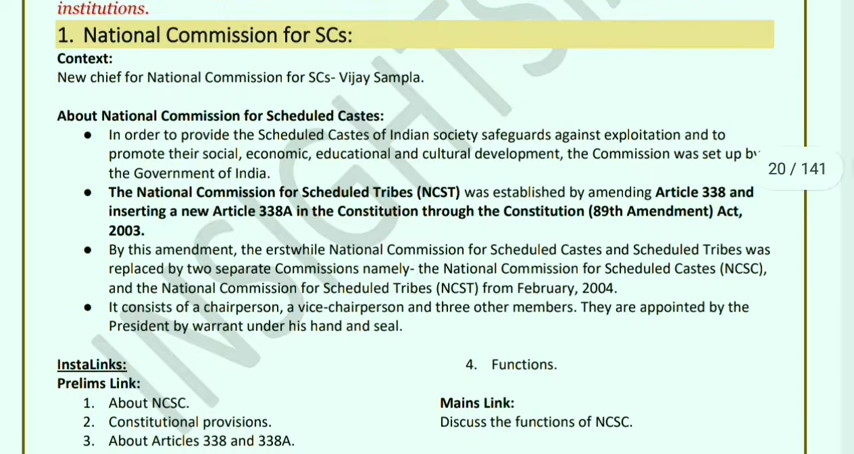 institutions.
1. National Commission for SCs:
Context:
New chief for National Commission for SCs- Vijay Sampla.
About National Commission for Scheduled Castes:
● In order to provide the Scheduled Castes of Indian society safeguards against exploitation and to
promote their social, economic, educational and cultural development, the Commission was set up by
the Government of India.
20 / 141
● The National Commission for Scheduled Tribes (NCST) was established by amending Article 338 and
inserting a new Article 338A in the Constitution through the Constitution (89th Amendment) Act,
2003.
● By this amendment, the erstwhile National Commission for Scheduled Castes and Scheduled Tribes was
replaced by two separate Commissions namely- the National Commission for Scheduled Castes (NCSC),
and the National Commission for Scheduled Tribes (NCST) from February, 2004.
● It consists of a chairperson, a vice-chairperson and three other members. They are appointed by the
President by warrant under his hand and seal.
InstaLinks:
Prelims Link:
1. About NCSC.
2. Constitutional provisions.
3. About Articles 338 and 338A.
4. Functions.
Mains Link:
Discuss the functions of NCSC.
INSIGHTS